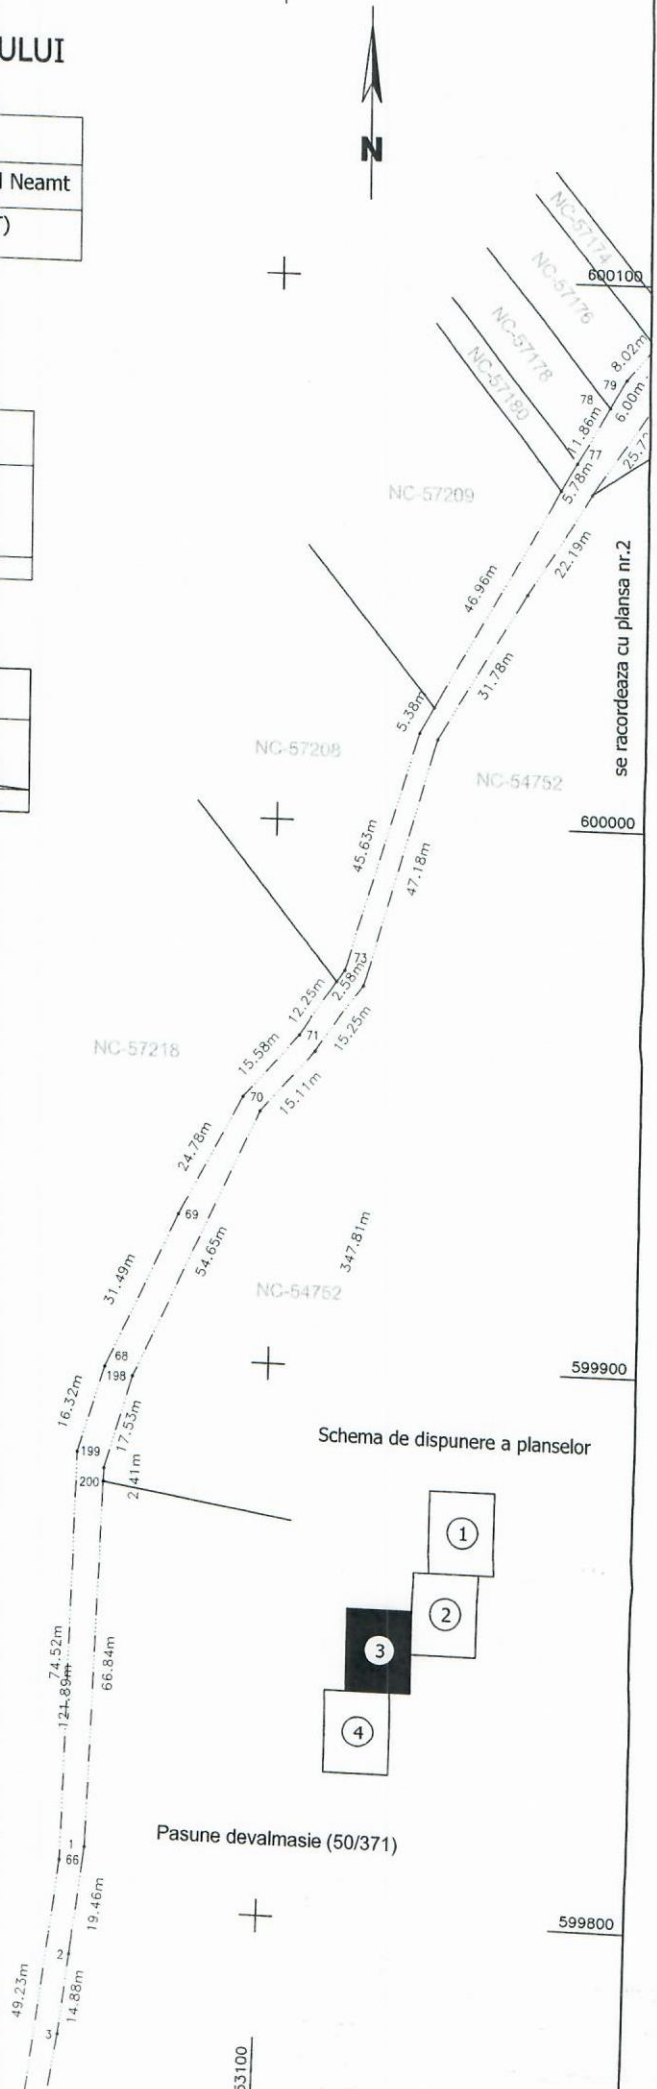 ULUI
N
l Neamt
T)
NC-57174
NC-57176
NC-57178
NC-57180
600100
8.02m
79
78
6.00m
11.86m
77
5.78m
25.7
NC-57209
22.19m
46.96m
31.78m
se racordeaza cu plansa nr.2
5.38m
NC-57208
NC-54752
600000
45.63m
47.18m
73
2.58m
12.25m
15.25m
71
15.58m
NC-57218
15.11m
70
24.78m
69
54.65m
347.81m
31.49m
NC-54752
68
198
599900
16.32m
17.53m
199
200
2.41m
Schema de dispunere a planselor
1
2
3
4
74.52m
121.89m
66.84m
1
66
Pasune devalmasie (50/371)
19.46m
599800
2
49.23m
14.88m
3
53100